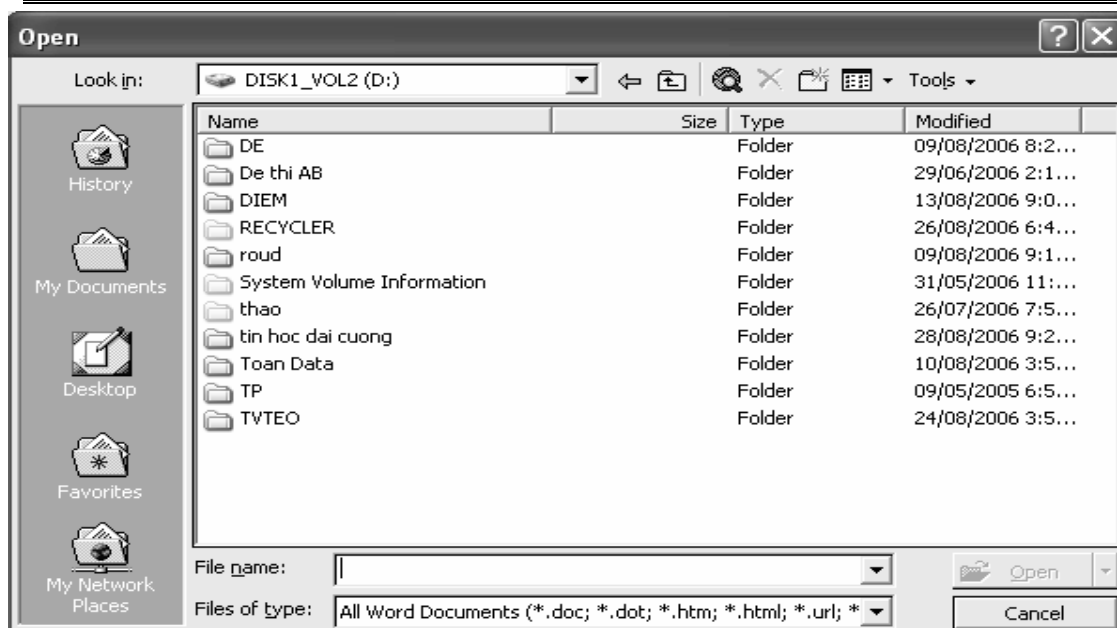 Open
Look in: DISK1_VOL2 (D:) Tools
Name Size Type Modified
DE Folder 09/08/2006 8:2...
De thi AB Folder 29/06/2006 2:1...
DIEM Folder 13/08/2006 9:0...
RECYCLER Folder 26/08/2006 6:4...
roud Folder 09/08/2006 9:1...
System Volume Information Folder 31/05/2006 11:...
thao Folder 26/07/2006 7:5...
tin hoc dai cuong Folder 28/08/2006 9:2...
Toan Data Folder 10/08/2006 3:5...
TP Folder 09/05/2005 6:5...
TVTEO Folder 24/08/2006 3:5...
History
My Documents
Desktop
Favorites
My Network
Places
File name: Open
Files of type: All Word Documents (*.doc; *.dot; *.htm; *.html; *.url; * Cancel